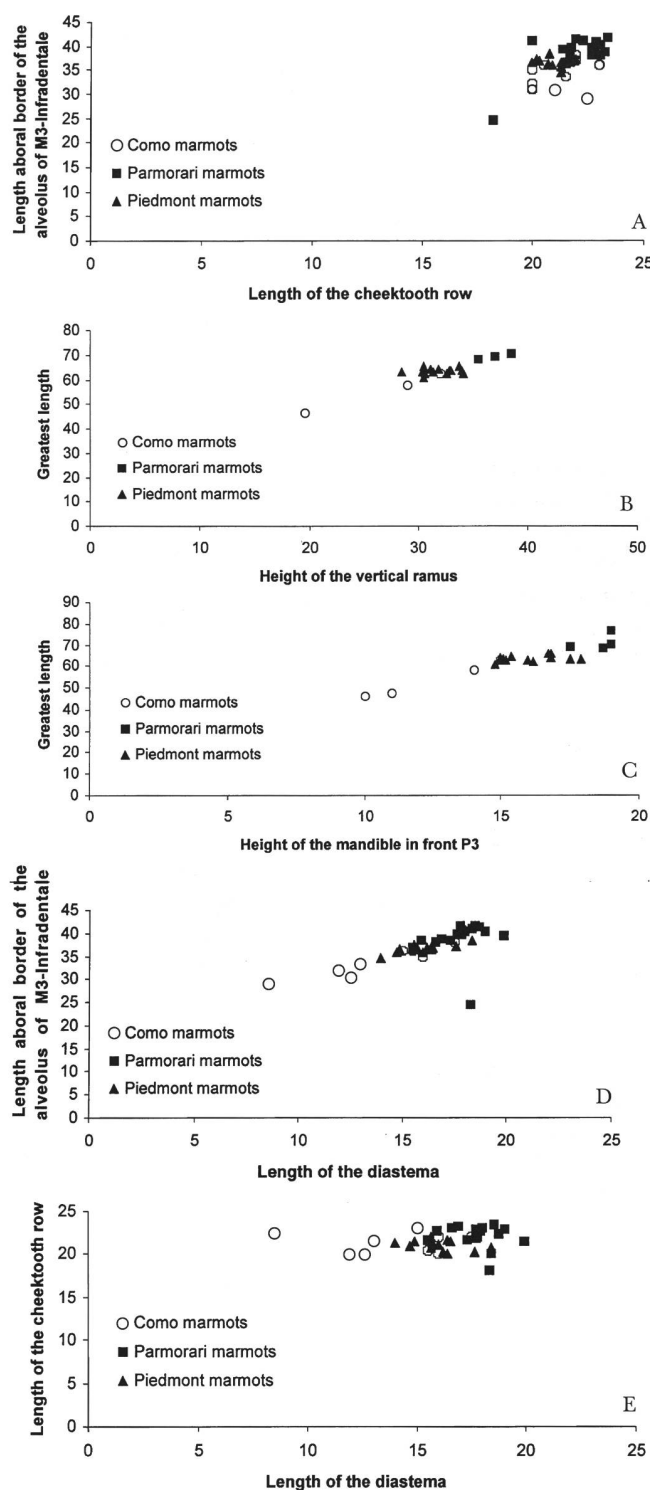 Length aboral border of the
alveolus of M3-Infradentale
45
40
35
30
25
20
15
10
5
0
Como marmots
Parmorari marmots
Piedmont marmots
A
0 5 10 15 20 25
Length of the cheektooth row
Greatest length
80
70
60
50
40
30
20
10
0
Como marmots
Parmorari marmots
Piedmont marmots
B
0 10 20 30 40 50
Height of the vertical ramus
Greatest length
90
80
70
60
50
40
30
20
10
0
Como marmots
Parmorari marmots
Piedmont marmots
C
0 5 10 15 20
Height of the mandible in front P3
Length aboral border of the
alveolus of M3-Infradentale
45
40
35
30
25
20
15
10
5
0
Como marmots
Parmorari marmots
Piedmont marmots
D
0 5 10 15 20 25
Length of the diastema
Length of the cheektooth row
25
20
15
10
5
0
Como marmots
Parmorari marmots
Piedmont marmots
E
0 5 10 15 20 25
Length of the diastema